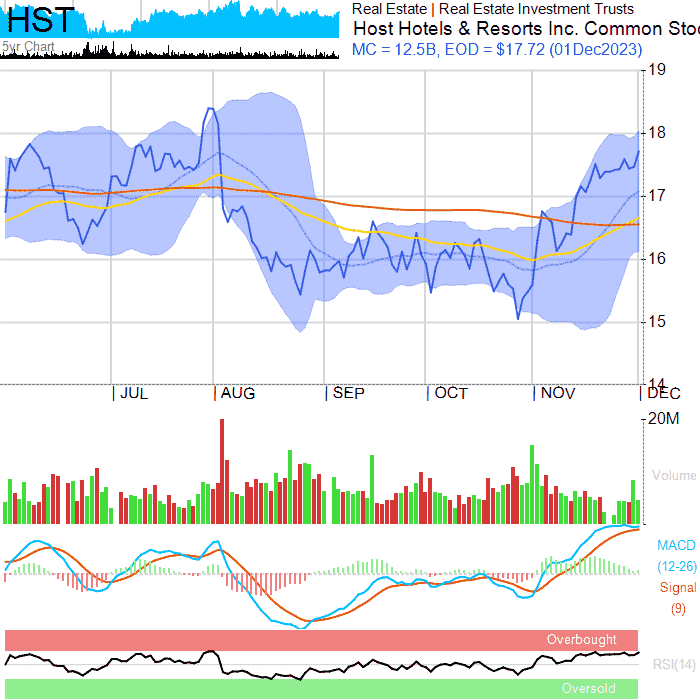 HST
5yr Chart
Real Estate | Real Estate Investment Trusts
Host Hotels & Resorts Inc. Common Stoc
MC = 12.5B, EOD = $17.72 (01Dec2023)
19
18
17
16
15
14
JUL AUG SEP OCT NOV DEC
20M
Volume
MACD
(12-26)
Signal
(9)
Overbought
RSI(14)
Oversold